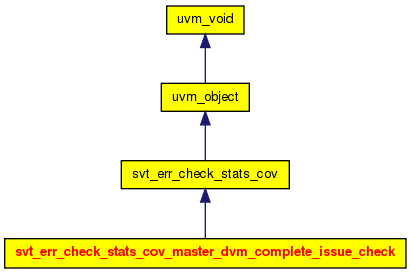 uvm_void
uvm_object
svt_err_check_stats_cov
svt_err_check_stats_cov_master_dvm_complete_issue_check